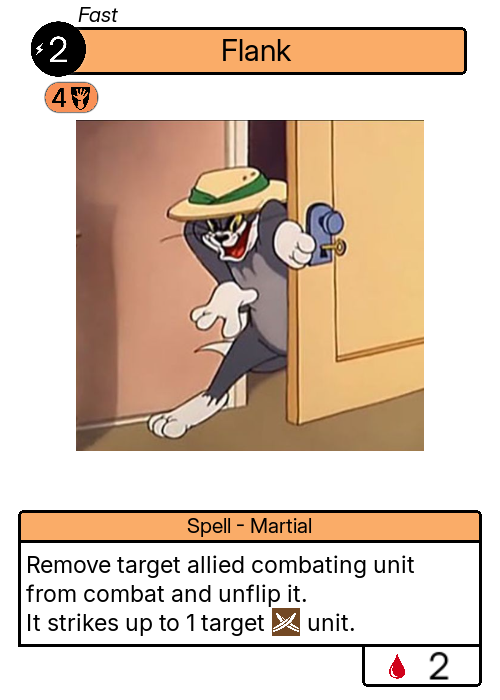 Fast
2
Flank
4
Spell - Martial
Remove target allied combating unit
from combat and unflip it.
It strikes up to 1 target unit.
2